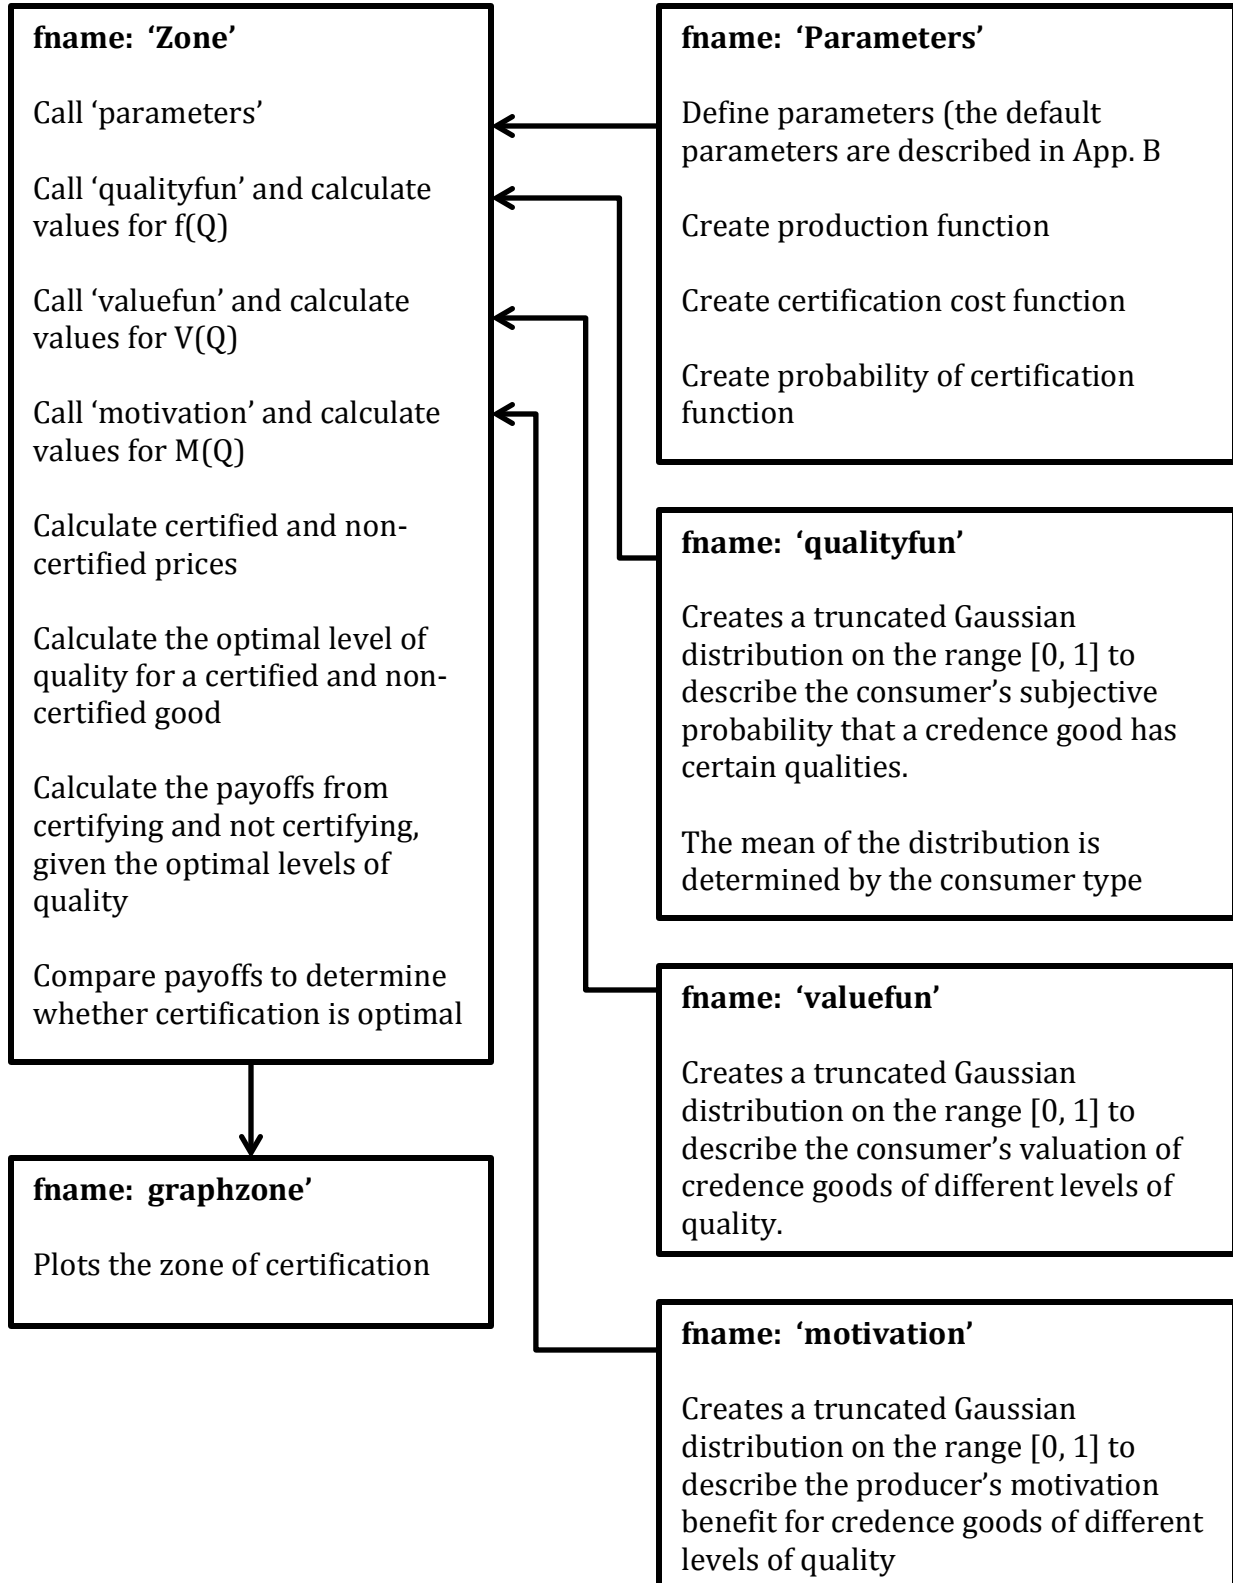 fname:  ‘Zone’
Call ‘parameters’
Call ‘qualityfun’ and calculate
values for f(Q)
Call ‘valuefun’ and calculate
values for V(Q)
Call ‘motivation’ and calculate
values for M(Q)
Calculate certified and non-
certified prices
Calculate the optimal level of
quality for a certified and non-
certified good
Calculate the payoffs from
certifying and not certifying,
given the optimal levels of
quality
Compare payoffs to determine
whether certification is optimal
fname:  graphzone’
Plots the zone of certification
fname:  ‘Parameters’
Define parameters (the default
parameters are described in App. B
Create production function
Create certification cost function
Create probability of certification
function
fname:  ‘qualityfun’
Creates a truncated Gaussian
distribution on the range [0, 1] to
describe the consumer’s subjective
probability that a credence good has
certain qualities.
The mean of the distribution is
determined by the consumer type
fname:  ‘valuefun’
Creates a truncated Gaussian
distribution on the range [0, 1] to
describe the consumer’s valuation of
credence goods of different levels of
quality.
fname:  ‘motivation’
Creates a truncated Gaussian
distribution on the range [0, 1] to
describe the producer’s motivation
benefit for credence goods of different
levels of quality